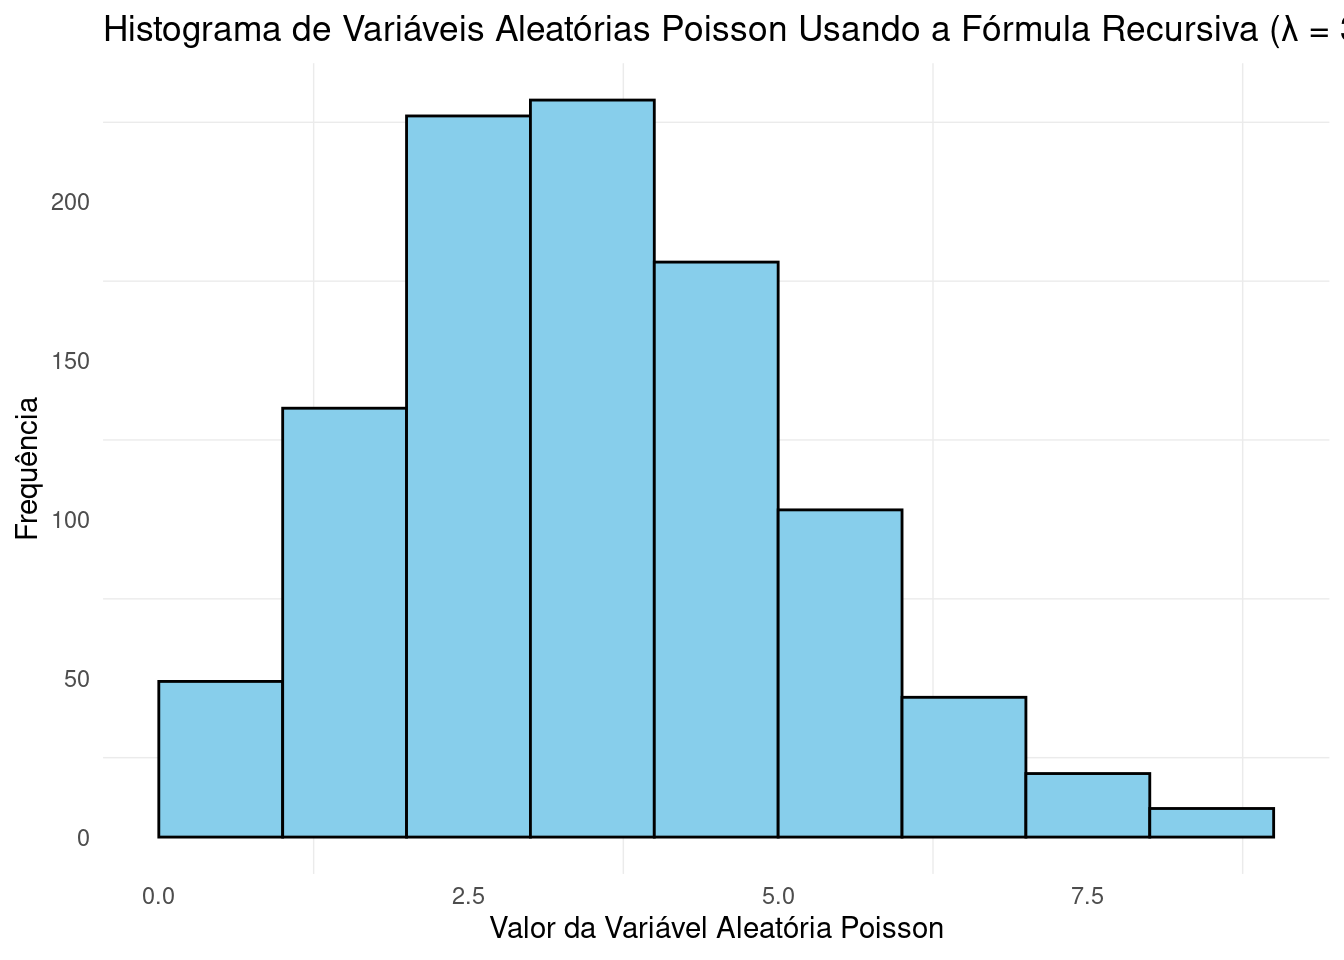 Histograma de Variáveis Aleatórias Poisson Usando a Fórmula Recursiva (λ = 3
200
150
100
50
0
Frequência
0.0 2.5 5.0 7.5
Valor da Variável Aleatória Poisson